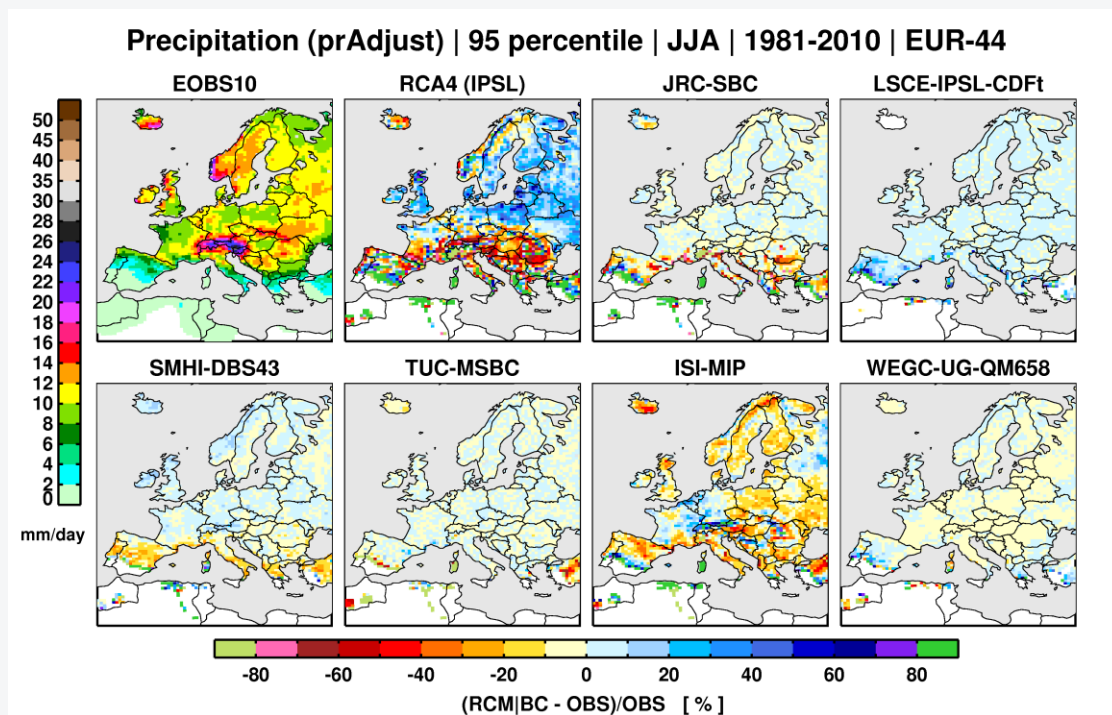 Precipitation (prAdjust) | 95 percentile | JJA | 1981-2010 | EUR-44
EOBS10
RCA4 (IPSL)
JRC-SBC
LSCE-IPSL-CDFt
50
45
40
35
30
28
26
24
22
20
18
16
14
12
10
8
6
4
2
0
mm/day
SMHI-DBS43
TUC-MSBC
ISI-MIP
WEGC-UG-QM658
-80 -60 -40 -20 0 20 40 60 80
(RCM|BC - OBS)/OBS [ % ]